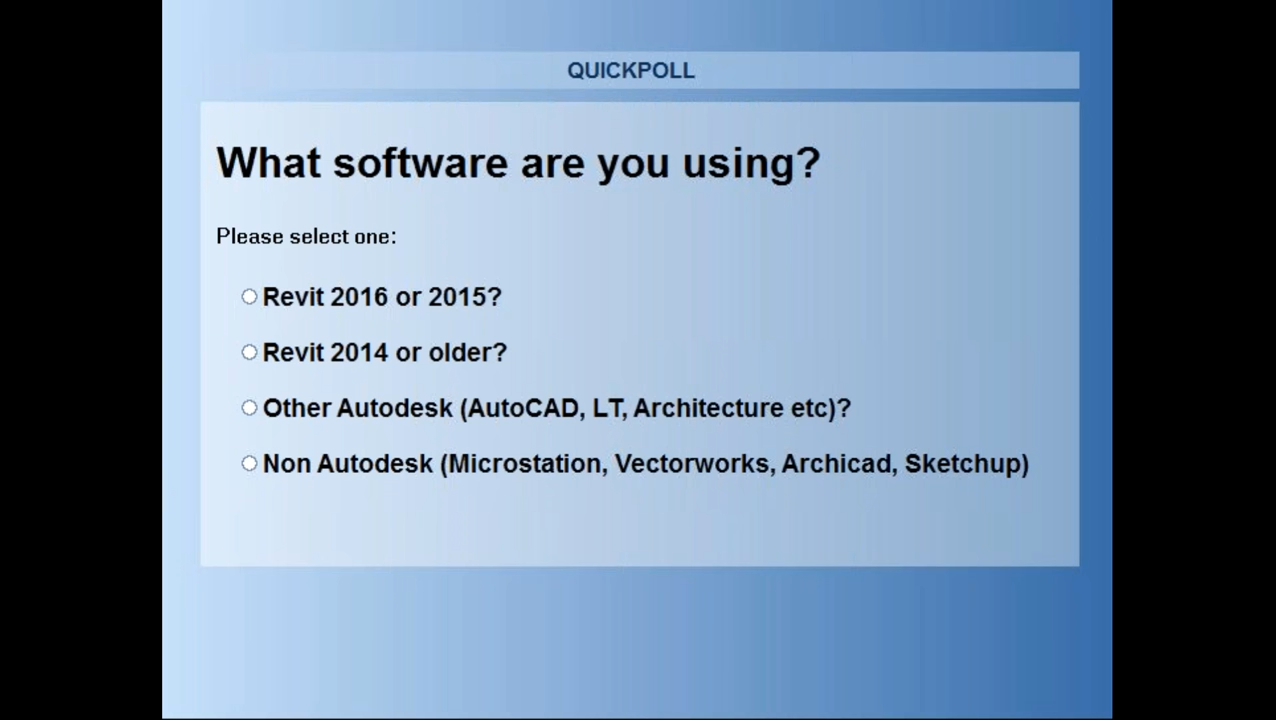 QUICKPOLL
What software are you using?
Please select one:
Revit 2016 or 2015?
Revit 2014 or older?
Other Autodesk (AutoCAD, LT, Architecture etc)?
Non Autodesk (Microstation, Vectorworks, Archicad, Sketchup)